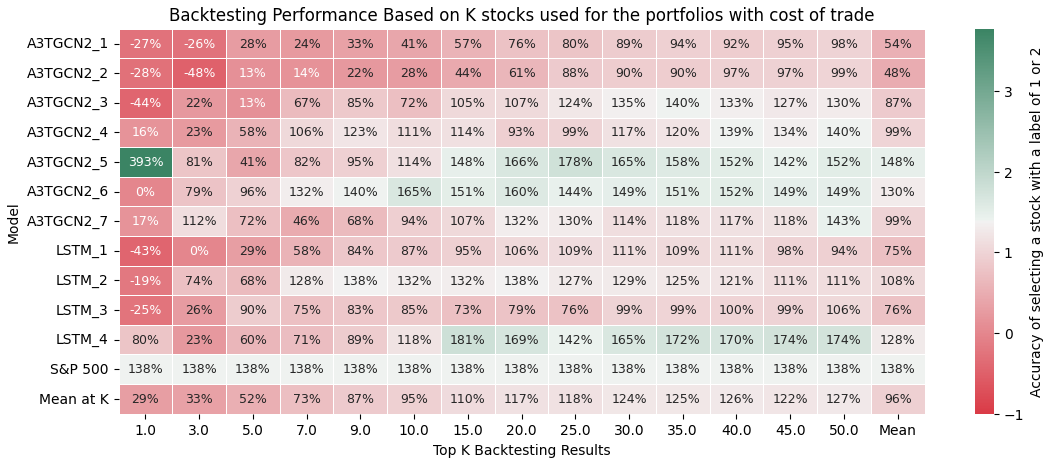 Backtesting Performance Based on K stocks used for the portfolios with cost of trade
A3TGCN2_1 -27% -26% 28% 24% 33% 41% 57% 76% 80% 89% 94% 92% 95% 98% 54%
A3TGCN2_2 -28% -48% 13% 14% 22% 28% 44% 61% 88% 90% 90% 97% 97% 99% 48%
A3TGCN2_3 -44% 22% 13% 67% 85% 72% 105% 107% 124% 135% 140% 133% 127% 130% 87%
A3TGCN2_4 16% 23% 58% 106% 123% 111% 114% 93% 99% 117% 120% 139% 134% 140% 99%
A3TGCN2_5 393% 81% 41% 82% 95% 114% 148% 166% 178% 165% 158% 152% 142% 152% 148%
A3TGCN2_6 0% 79% 96% 132% 140% 165% 151% 160% 144% 149% 151% 152% 149% 149% 130%
A3TGCN2_7 17% 112% 72% 46% 68% 94% 107% 132% 130% 114% 118% 117% 118% 143% 99%
LSTM_1 -43% 0% 29% 58% 84% 87% 95% 106% 109% 111% 109% 111% 98% 94% 75%
LSTM_2 -19% 74% 68% 128% 138% 132% 132% 138% 127% 129% 125% 121% 111% 111% 108%
LSTM_3 -25% 26% 90% 75% 83% 85% 73% 79% 76% 99% 99% 100% 99% 106% 76%
LSTM_4 80% 23% 60% 71% 89% 118% 181% 169% 142% 165% 172% 170% 174% 174% 128%
S&P 500 138% 138% 138% 138% 138% 138% 138% 138% 138% 138% 138% 138% 138% 138% 138%
Mean at K 29% 33% 52% 73% 87% 95% 110% 117% 118% 124% 125% 126% 122% 127% 96%
1.0 3.0 5.0 7.0 9.0 10.0 15.0 20.0 25.0 30.0 35.0 40.0 45.0 50.0 Mean
Top K Backtesting Results
Model
3
2
1
0
−1
Accuracy of selecting a stock with a label of 1 or 2